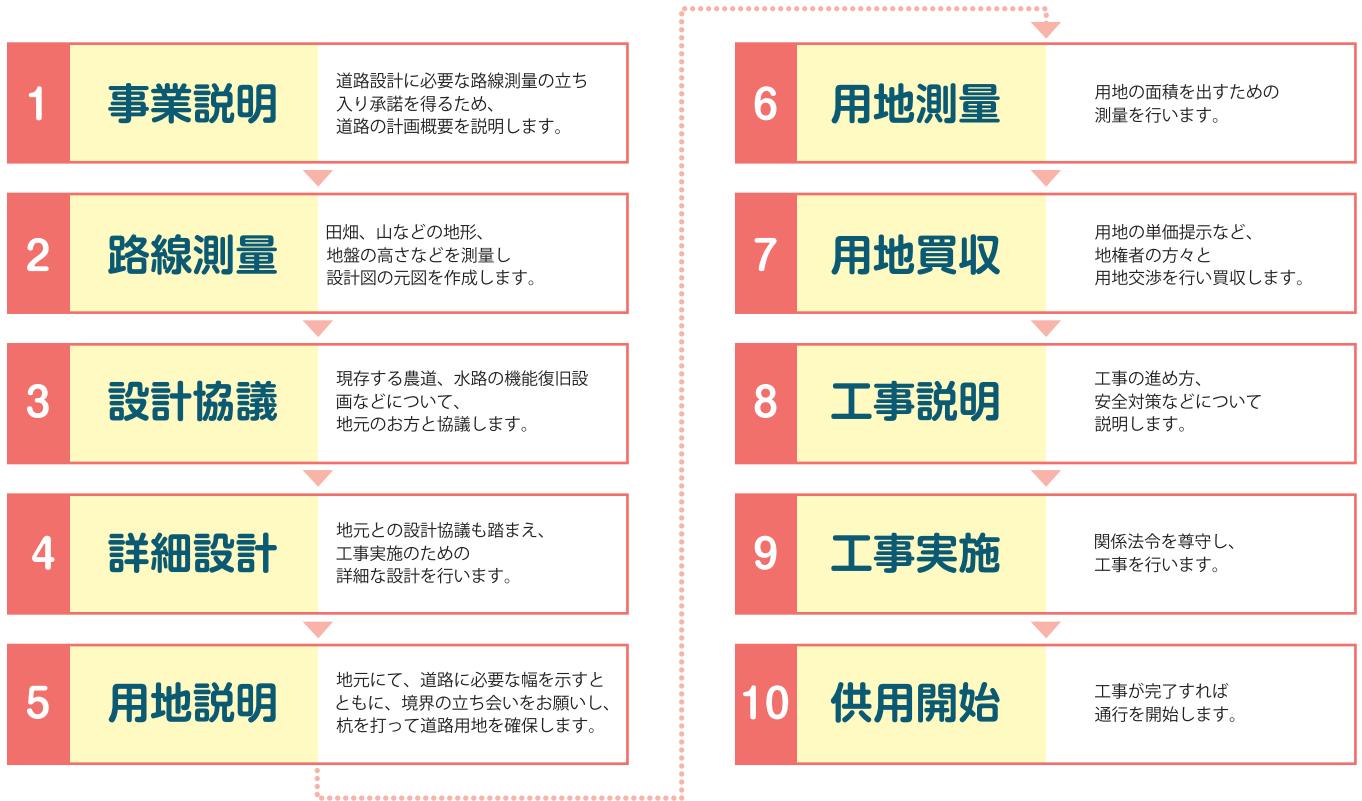 1
事業説明
道路設計に必要な路線測量の立ち
入り承諾を得るため、
道路の計画概要を説明します。
2
路線測量
田畑、山などの地形、
地盤の高さなどを測量し
設計図の元図を作成します。
3
設計協議
現存する農道、水路の機能復旧設
画などについて、
地元のお方と協議します。
4
詳細設計
地元との設計協議も踏まえ、
工事実施のための
詳細な設計を行います。
5
用地説明
地元にて、道路に必要な幅を示すと
ともに、境界の立ち会いをお願いし、
杭を打って道路用地を確保します。
6
用地測量
用地の面積を出すための
測量を行います。
7
用地買収
用地の単価提示など、
地権者の方々と
用地交渉を行い買収します。
8
工事説明
工事の進め方、
安全対策などについて
説明します。
9
工事実施
関係法令を尊守し、
工事を行います。
10
供用開始
工事が完了すれば
通行を開始します。